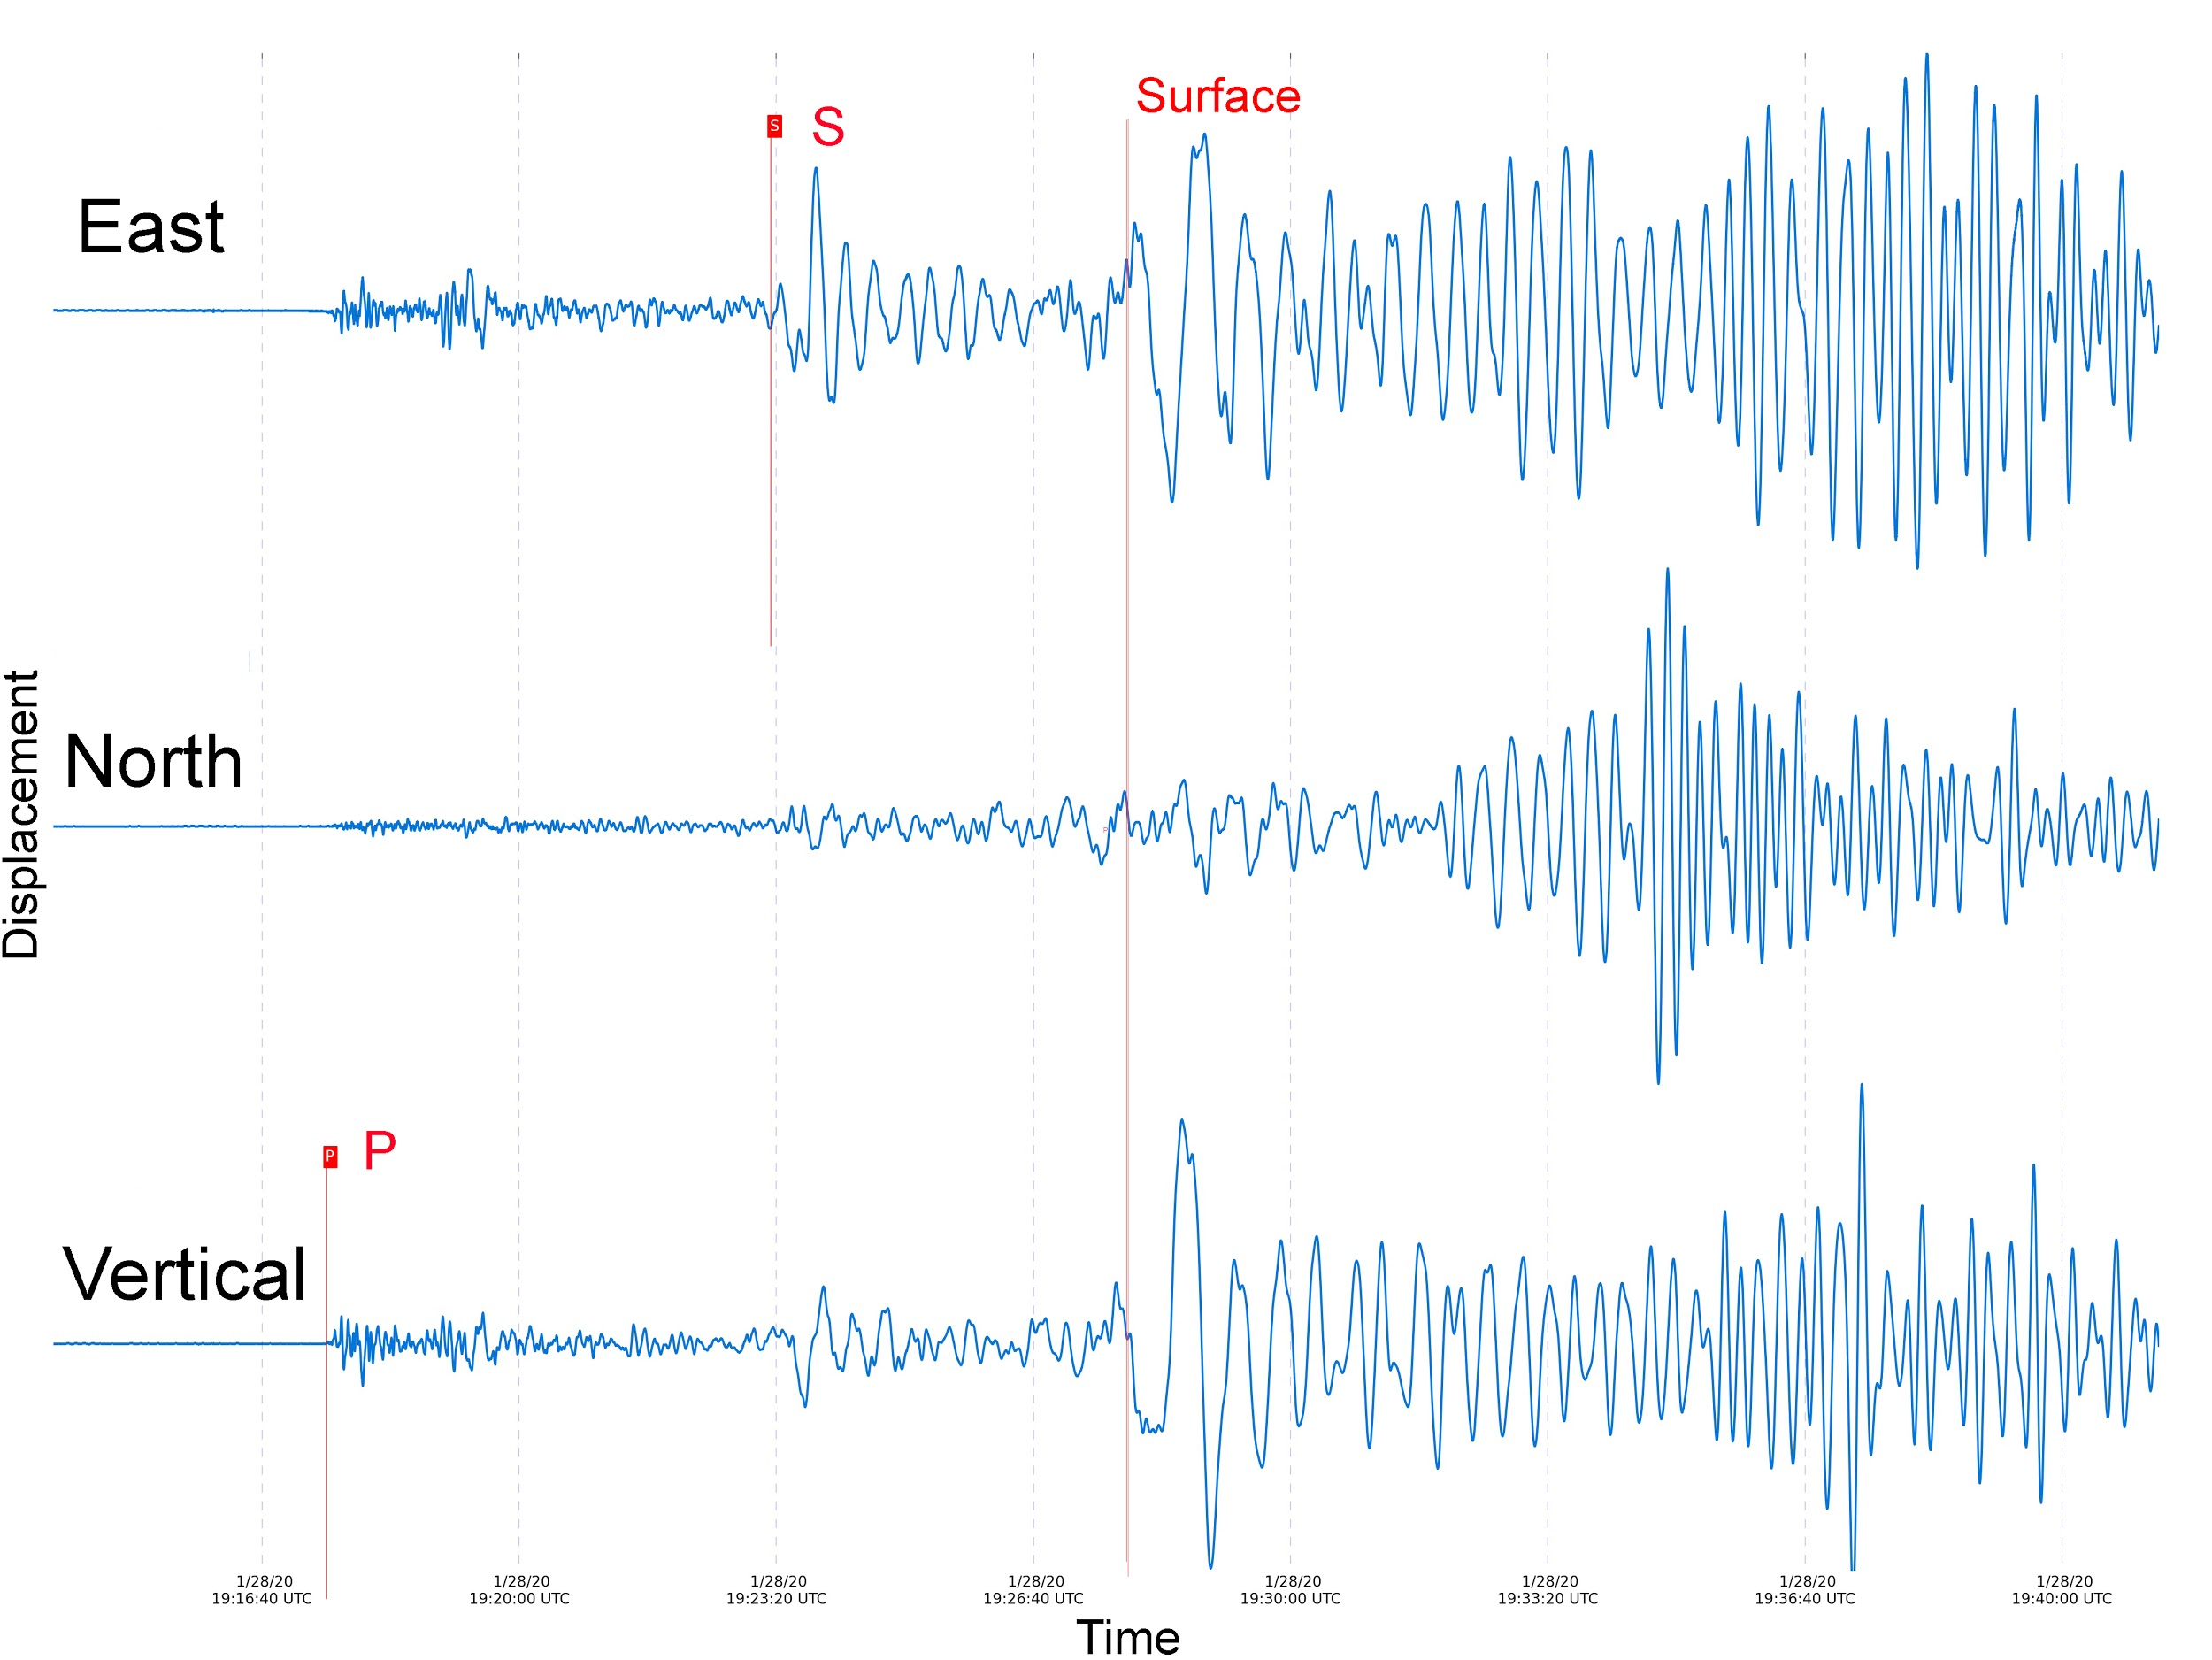 Surface
S
S
East
Displacement
North
P
P
P
Vertical
1/28/20
19:16:40 UTC
1/28/20
19:20:00 UTC
1/28/20
19:23:20 UTC
1/28/20
19:26:40 UTC
1/28/20
19:30:00 UTC
1/28/20
19:33:20 UTC
1/28/20
19:36:40 UTC
1/28/20
19:40:00 UTC
Time